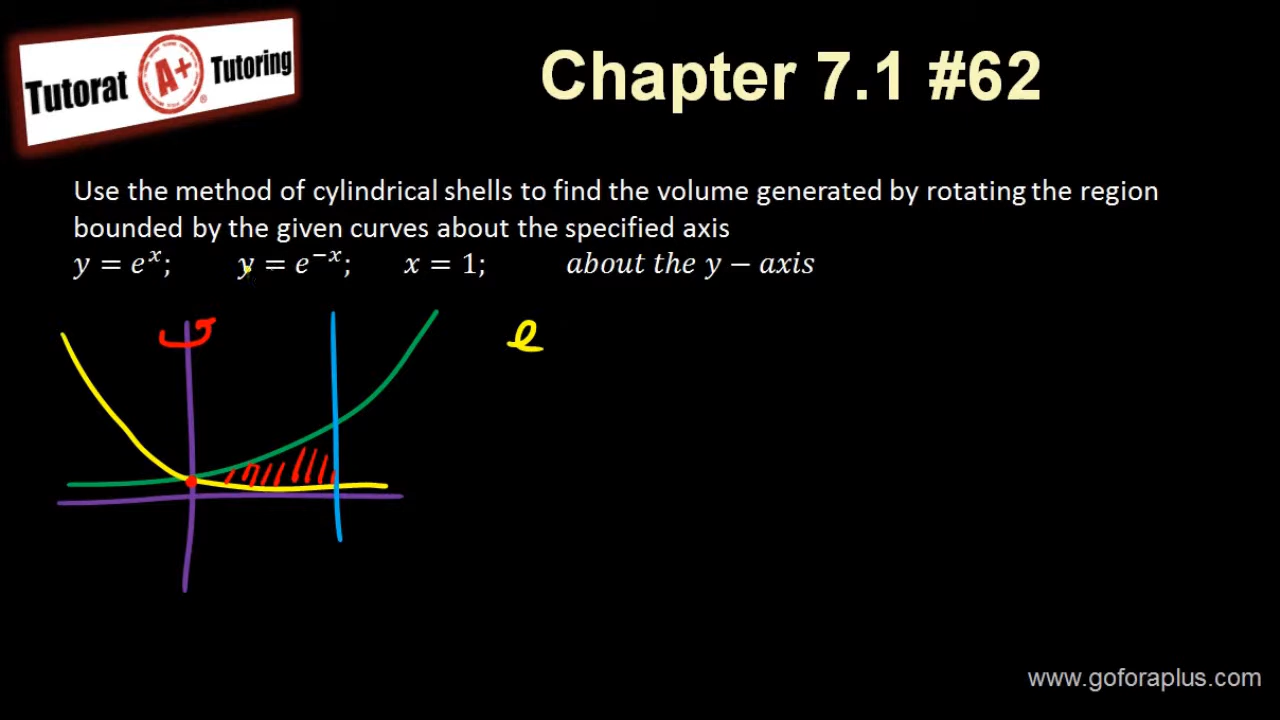 Tutorat A+ Tutoring
Chapter 7.1 #62
Use the method of cylindrical shells to find the volume generated by rotating the region
bounded by the given curves about the specified axis
y = eˣ; y = e⁻ˣ; x = 1; about the y − axis
e
www.goforaplus.com